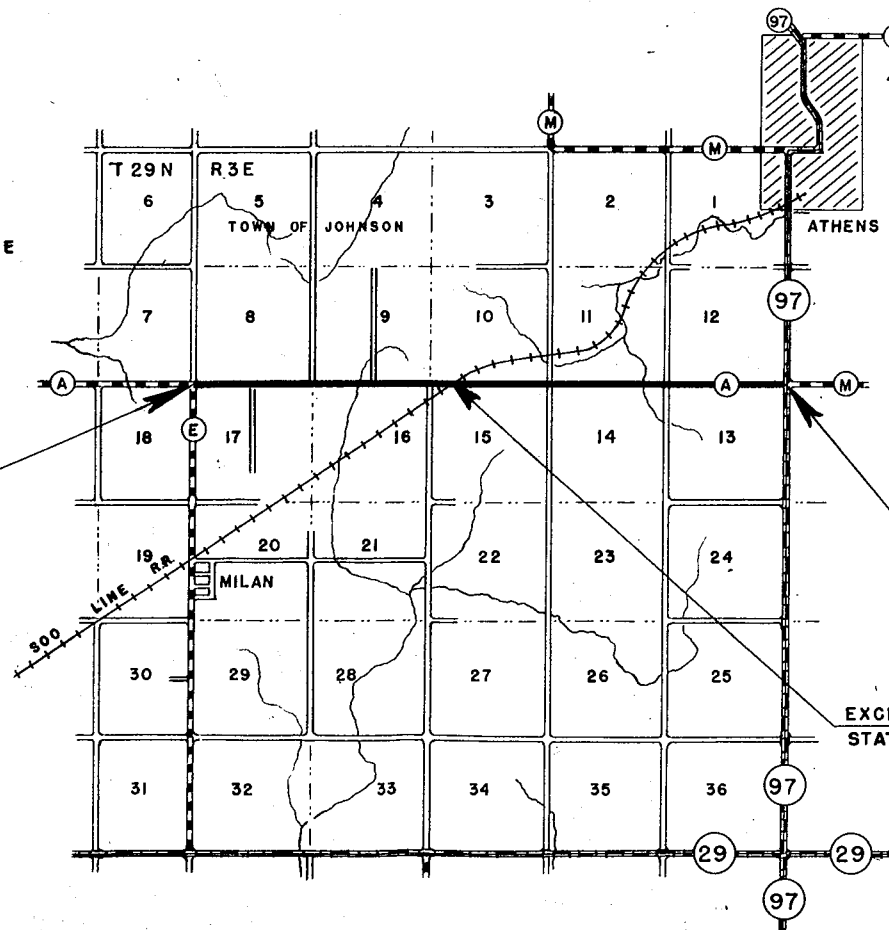 97
M
M
T 29 N R 3 E
6 5 4 3 2 1
TOWN OF JOHNSON
ATHENS
E
7 8 9 10 11 12
97
A A M
E
18 17 16 15 14 13
19 20 21 22 23 24
SOO LINE R.R.
MILAN
30 29 28 27 26 25
EXC
STAT
31 32 33 34 35 36
97
29 29
97